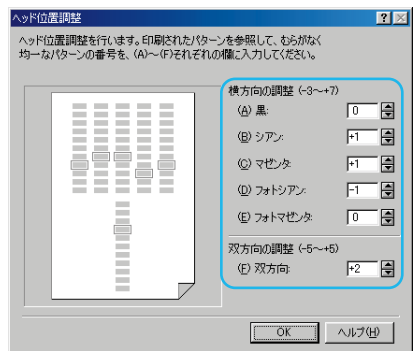 ヘッド位置調整
ヘッド位置調整を行います。印刷されたパターンを参照して、むらがなく
均一なパターンの番号を、(A)～(F)それぞれの欄に入力してください。
横方向の調整 (-3～+7)
(A) 黒: 0
(B) シアン: +1
(C) マゼンタ: +1
(D) フォトシアン: -1
(E) フォトマゼンタ: 0
双方向の調整 (-5～+5)
(F) 双方向: +2
OK ヘルプ(H)